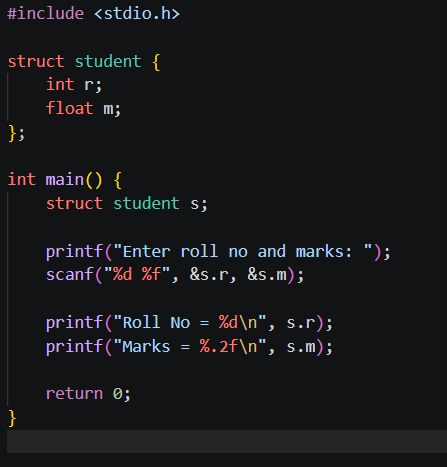 #include <stdio.h>

struct student {
    int r;
    float m;
};

int main() {
    struct student s;

    printf("Enter roll no and marks: ");
    scanf("%d %f", &s.r, &s.m);

    printf("Roll No = %d\n", s.r);
    printf("Marks = %.2f\n", s.m);

    return 0;
}